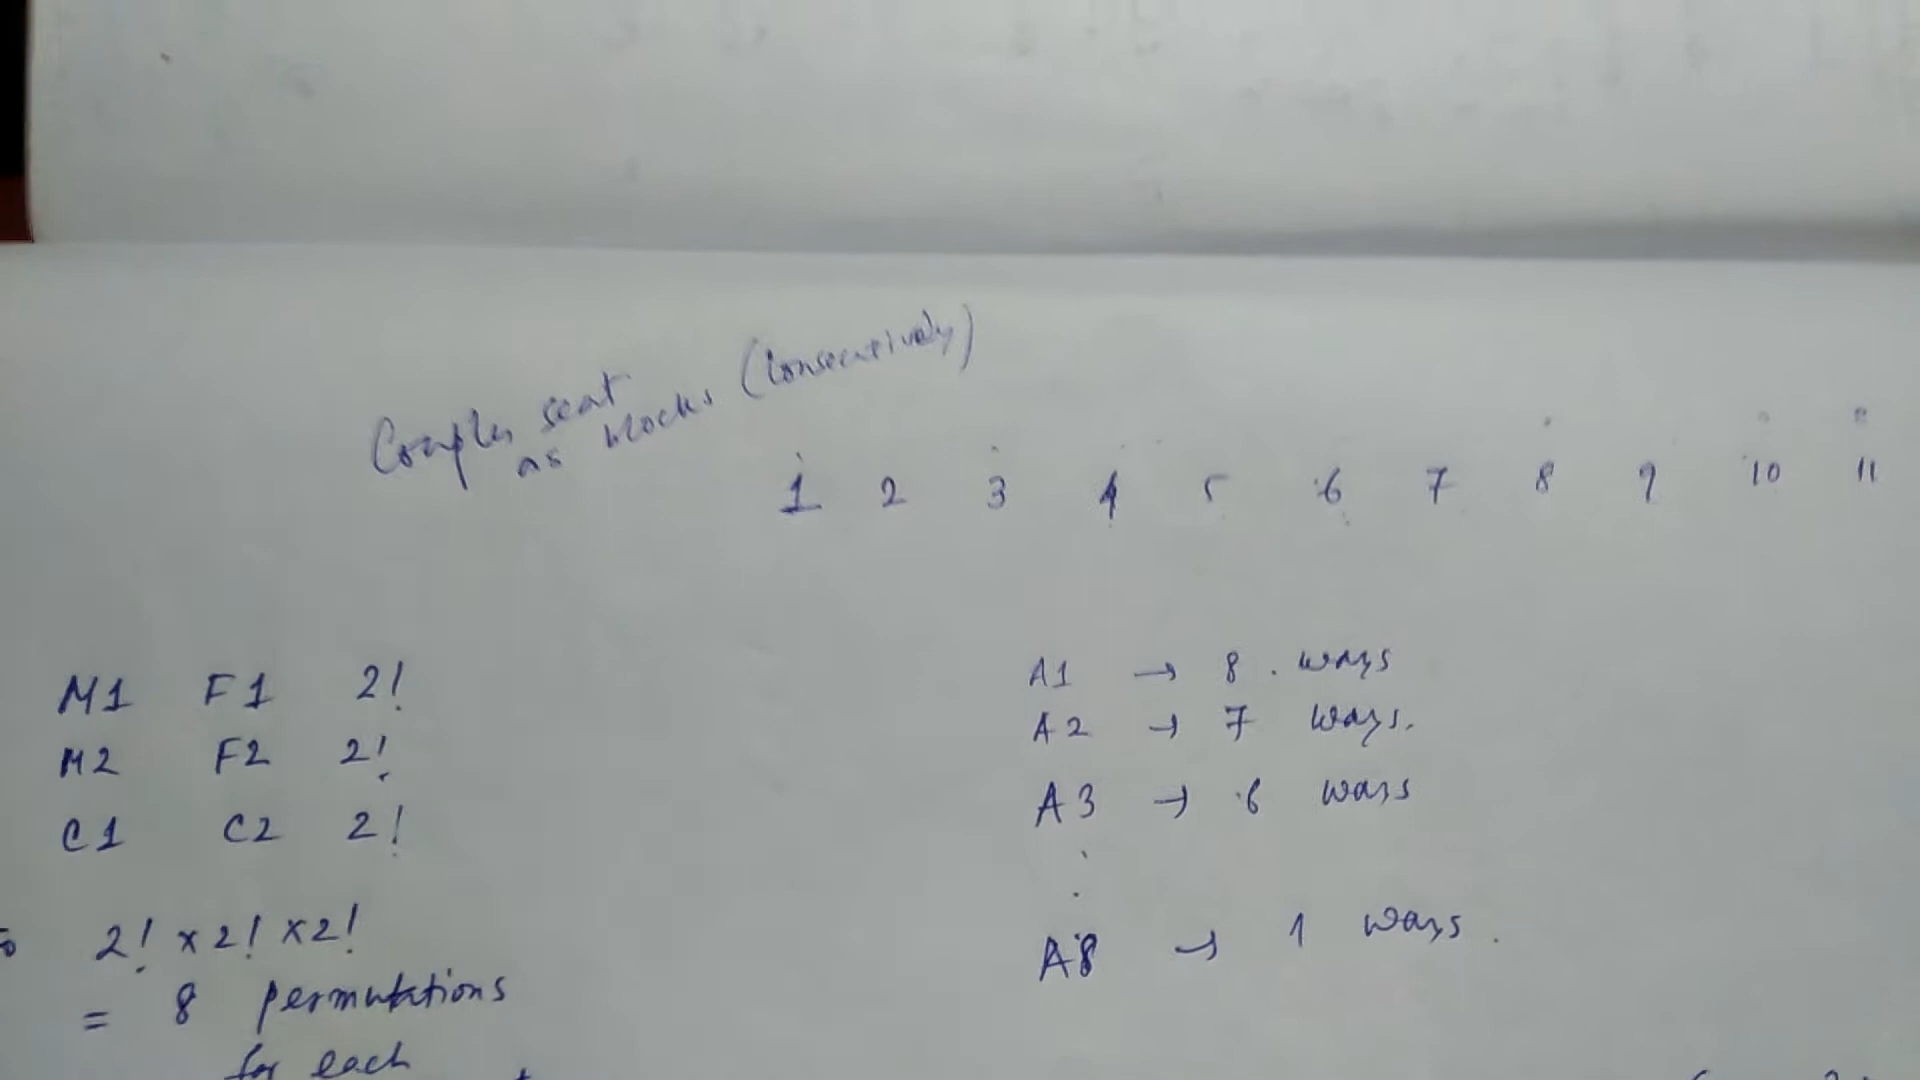 Couples seat
as blocks (Consecutively)
1 2 3 4 5 6 7 8 9 10 11
M1 F1 2!
M2 F2 2!
C1 C2 2!
2! x 2! x 2!
= 8 permutations
for each
A1 → 8 . ways
A2 → 7 ways.
A3 → 6 ways
.
.
A8 → 1 ways.